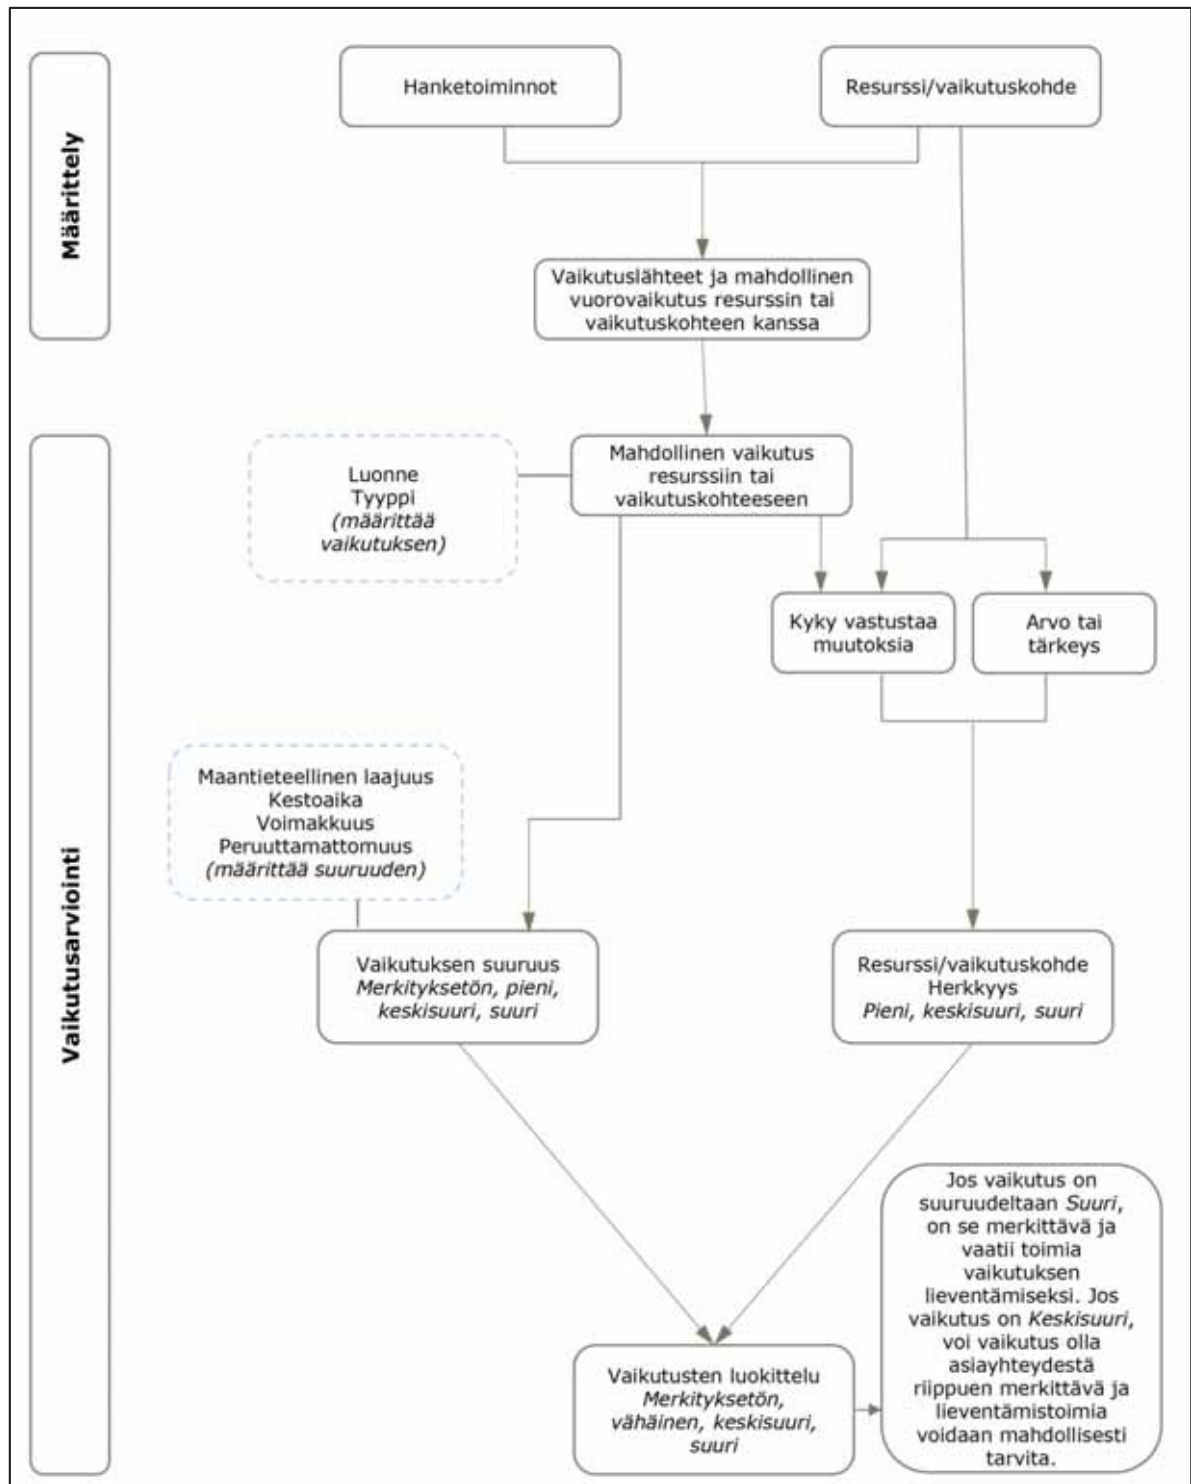 Määrittely
Hanketoiminnot
Resurssi/vaikutuskohde
Vaikutuslähteet ja mahdollinen
vuorovaikutus resurssin tai
vaikutuskohteen kanssa
Vaikutusarviointi
Luonne
Tyyppi
(määrittää
vaikutuksen)
Mahdollinen vaikutus
resurssiin tai
vaikutuskohteeseen
Kyky vastustaa
muutoksia
Arvo tai
tärkeys
Maantieteellinen laajuus
Kestoaika
Voimakkuus
Peruuttamattomuus
(määrittää suuruuden)
Vaikutuksen suuruus
Merkityksetön, pieni,
keskisuuri, suuri
Resurssi/vaikutuskohde
Herkkyys
Pieni, keskisuuri, suuri
Vaikutusten luokittelu
Merkityksetön,
vähäinen, keskisuuri,
suuri
Jos vaikutus on
suuruudeltaan Suuri,
on se merkittävä ja
vaatii toimia
vaikutuksen
lieventämiseksi. Jos
vaikutus on Keskisuuri,
voi vaikutus olla
asiayhteydestä
riippuen merkittävä ja
lieventämistoimia
voidaan mahdollisesti
tarvita.